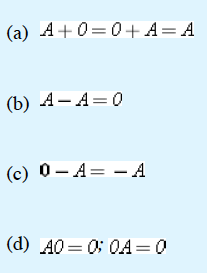 (a) A + 0 = 0 + A = A
(b) A − A = 0
(c) 0 − A = − A
(d) A0 = 0; 0A = 0